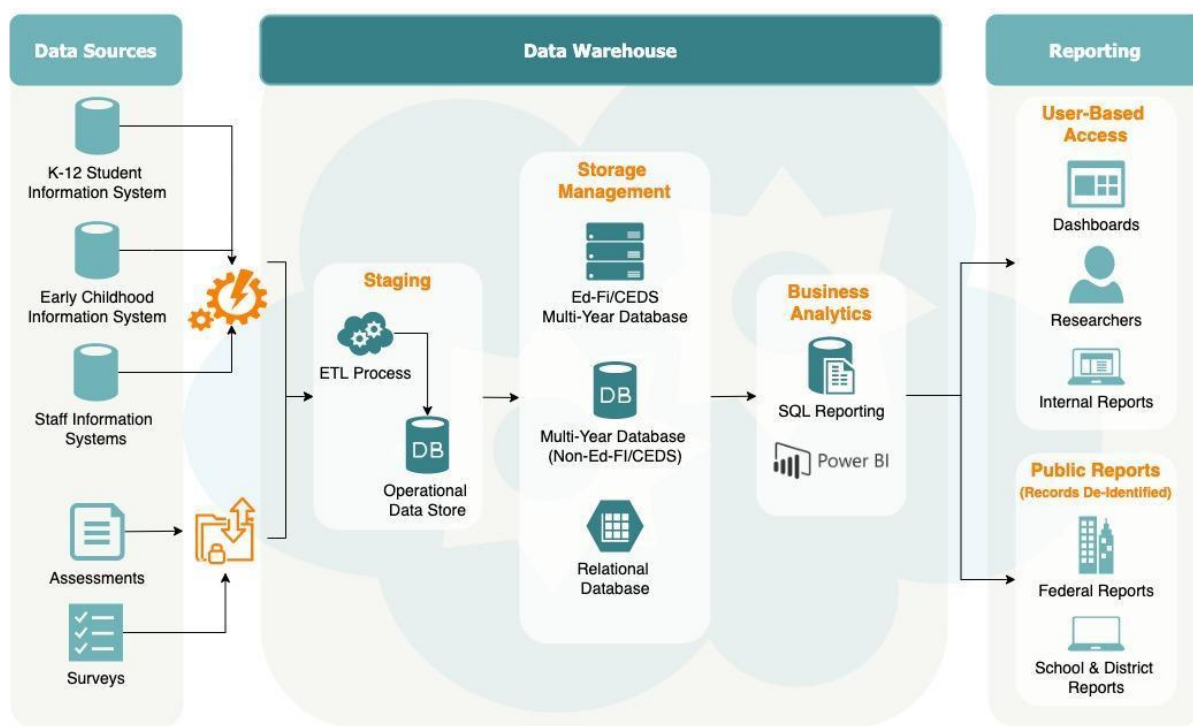 Data Sources
Data Warehouse
Reporting
K-12 Student
Information System
Early Childhood
Information System
Staff Information
Systems
Assessments
Surveys
Staging
ETL Process
DB
Operational
Data Store
Storage
Management
Ed-Fi/CEDS
Multi-Year Database
DB
Multi-Year Database
(Non-Ed-FI/CEDS)
Relational
Database
Business
Analytics
SQL Reporting
Power BI
User-Based
Access
Dashboards
Researchers
Internal Reports
Public Reports
(Records De-Identified)
Federal Reports
School & District
Reports